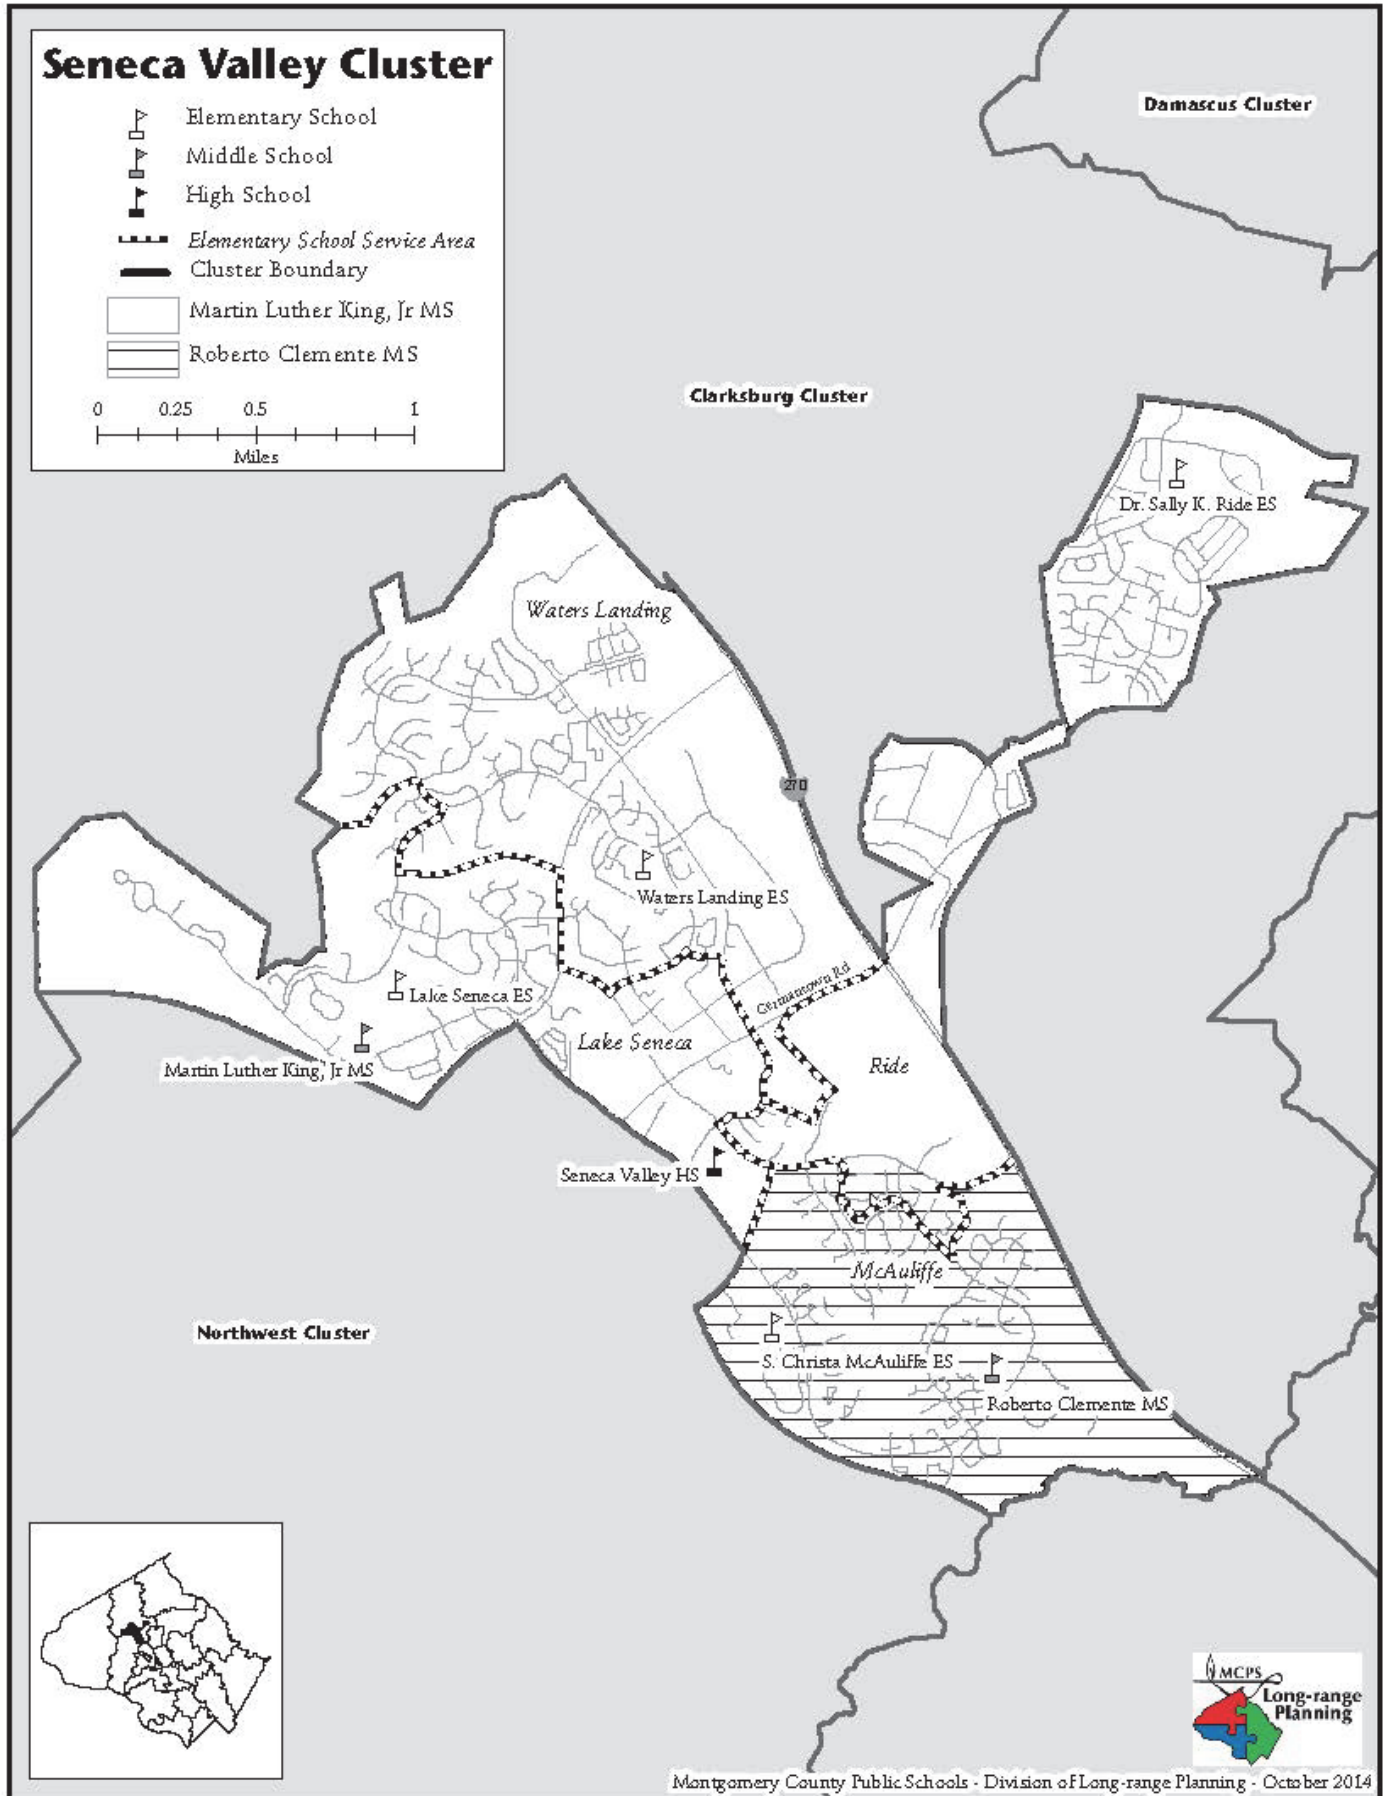 Seneca Valley Cluster
Elementary School
Middle School
High School
Elementary School Service Area
Cluster Boundary
Martin Luther King, Jr MS
Roberto Clemente MS
0 0.25 0.5 1
Miles
Damascus Cluster
Clarksburg Cluster
Dr. Sally K. Ride ES
Waters Landing
270
Waters Landing ES
Germantown Rd
Lake Seneca ES
Lake Seneca
Ride
Martin Luther King, Jr MS
Seneca Valley HS
McAuliffe
Northwest Cluster
S. Christa McAuliffe ES
Roberto Clemente MS
MCPS
Long-range
Planning
Montgomery County Public Schools - Division of Long-range Planning - October 2014